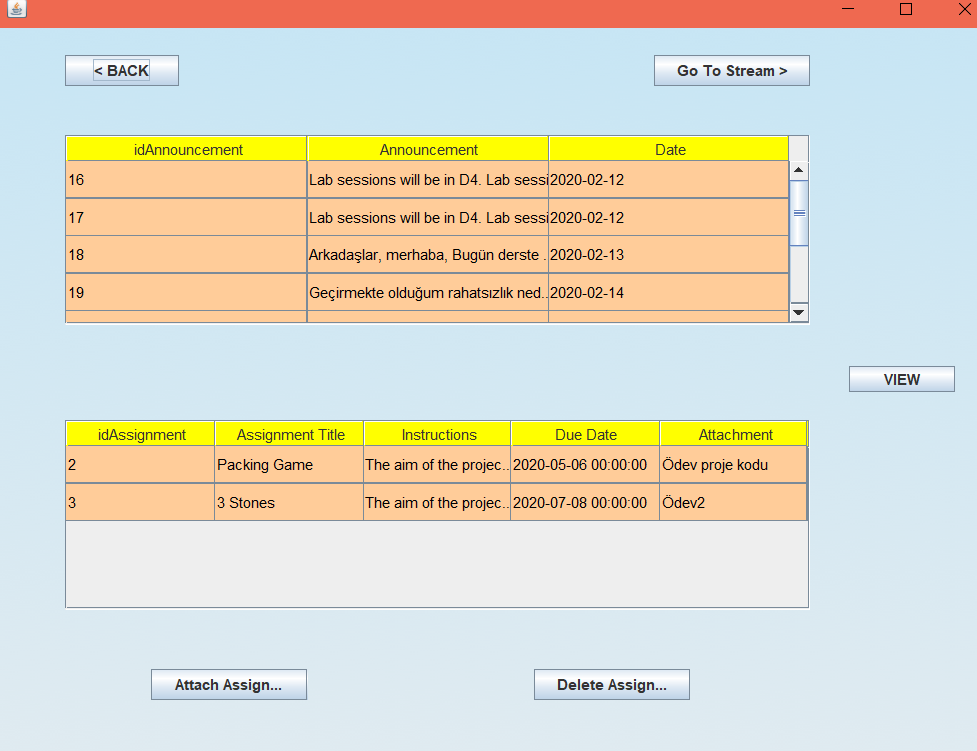 < BACK
Go To Stream >
idAnnouncement Announcement Date
16 Lab sessions will be in D4. Lab sessi 2020-02-12
17 Lab sessions will be in D4. Lab sessi 2020-02-12
18 Arkadaşlar, merhaba, Bugün derste . 2020-02-13
19 Geçirmekte olduğum rahatsızlık ned.. 2020-02-14
VIEW
idAssignment Assignment Title Instructions Due Date Attachment
2 Packing Game The aim of the projec.. 2020-05-06 00:00:00 Ödev proje kodu
3 3 Stones The aim of the projec.. 2020-07-08 00:00:00 Ödev2
Attach Assign...
Delete Assign...